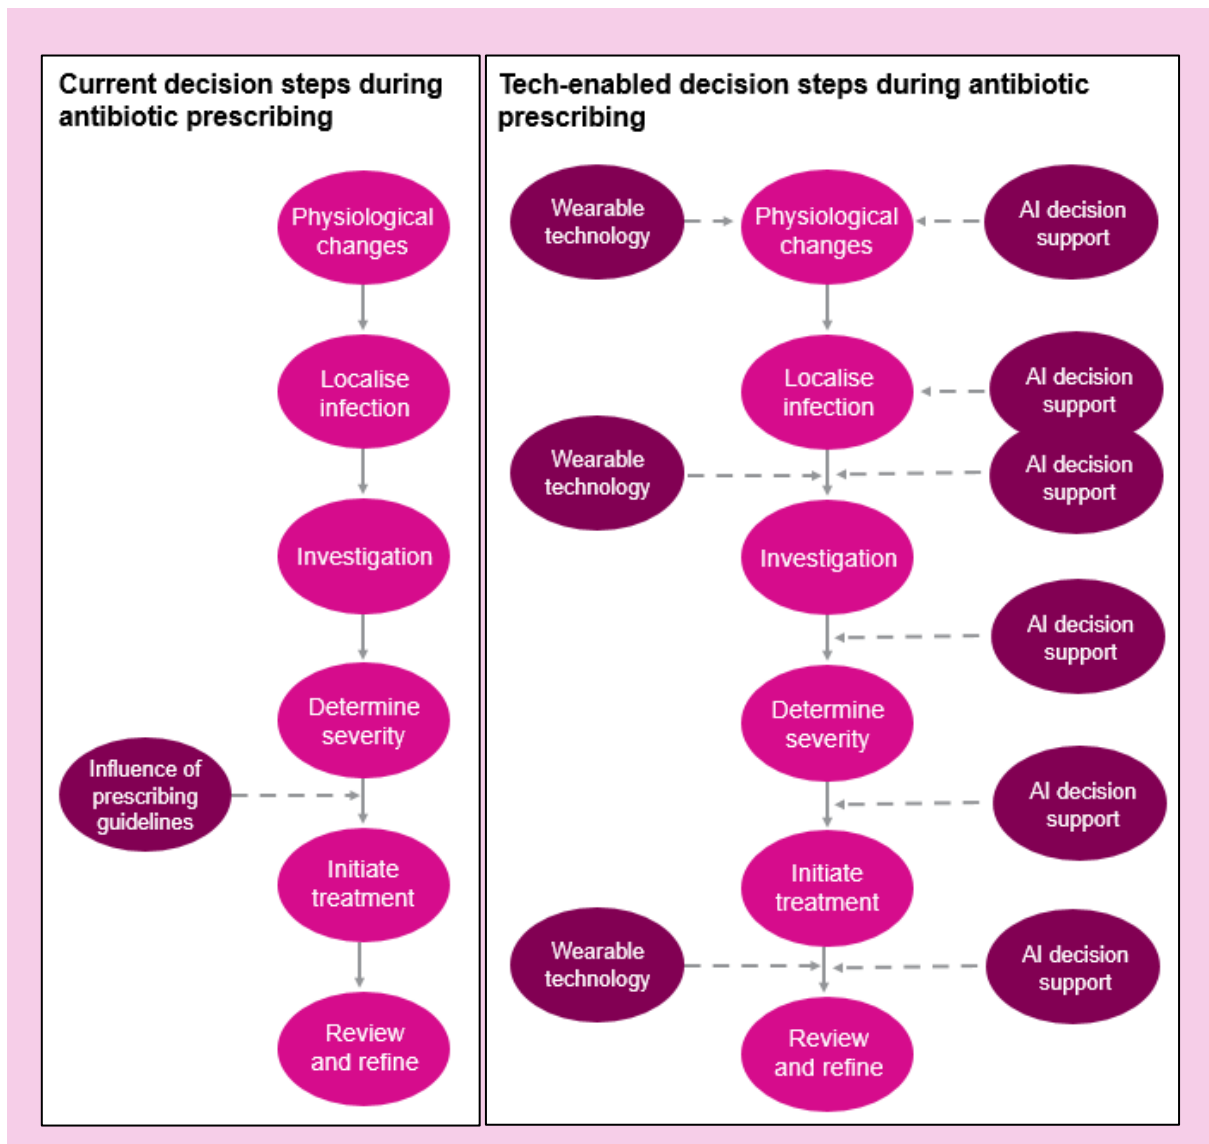 Current decision steps during
antibiotic prescribing
Physiological
changes
Localise
infection
Investigation
Determine
severity
Influence of
prescribing
guidelines
Initiate
treatment
Review
and refine
Tech-enabled decision steps during antibiotic
prescribing
Wearable
technology
Physiological
changes
AI decision
support
Localise
infection
AI decision
support
Wearable
technology
AI decision
support
Investigation
AI decision
support
Determine
severity
AI decision
support
Initiate
treatment
Wearable
technology
AI decision
support
Review
and refine